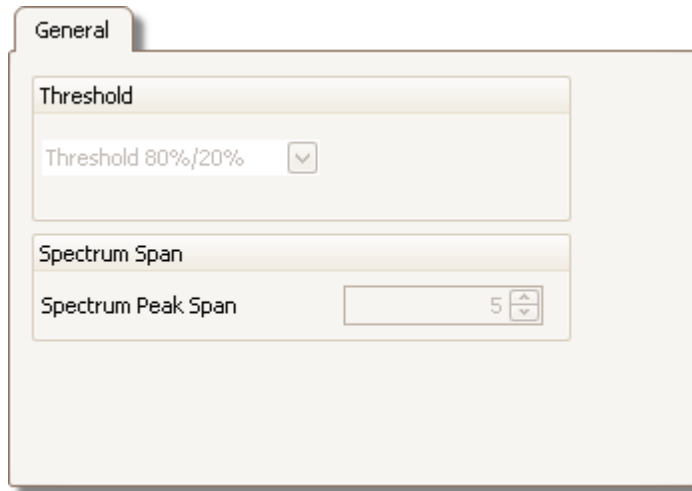 General
Threshold
Threshold 80%/20%
Spectrum Span
Spectrum Peak Span 5